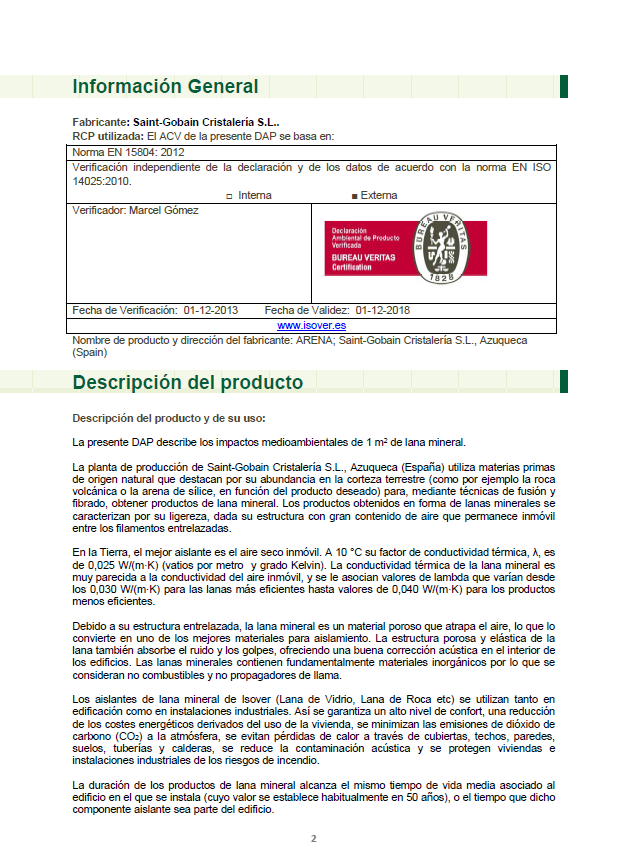 Información General
Fabricante: Saint-Gobain Cristalería S.L..
RCP utilizada: El ACV de la presente DAP se basa en:
Norma EN 15804: 2012
Verificación independiente de la declaración y de los datos de acuerdo con la norma EN ISO
14025:2010.
□ Interna ■ Externa
Verificador: Marcel Gómez
Declaración
Ambiental de Producto
Verificada
BUREAU VERITAS
Certification
BUREAU VERITAS
1828
Fecha de Verificación: 01-12-2013 Fecha de Validez: 01-12-2018
www.isover.es
Nombre de producto y dirección del fabricante: ARENA; Saint-Gobain Cristalería S.L., Azuqueca
(Spain)
Descripción del producto
Descripción del producto y de su uso:
La presente DAP describe los impactos medioambientales de 1 m² de lana mineral.
La planta de producción de Saint-Gobain Cristalería S.L., Azuqueca (España) utiliza materias primas
de origen natural que destacan por su abundancia en la corteza terrestre (como por ejemplo la roca
volcánica o la arena de sílice, en función del producto deseado) para, mediante técnicas de fusión y
fibrado, obtener productos de lana mineral. Los productos obtenidos en forma de lanas minerales se
caracterizan por su ligereza, dada su estructura con gran contenido de aire que permanece inmóvil
entre los filamentos entrelazadas.
En la Tierra, el mejor aislante es el aire seco inmóvil. A 10 °C su factor de conductividad térmica, λ, es
de 0,025 W/(m·K) (vatios por metro y grado Kelvin). La conductividad térmica de la lana mineral es
muy parecida a la conductividad del aire inmóvil, y se le asocian valores de lambda que varían desde
los 0,030 W/(m·K) para las lanas más eficientes hasta valores de 0,040 W/(m·K) para los productos
menos eficientes.
Debido a su estructura entrelazada, la lana mineral es un material poroso que atrapa el aire, lo que lo
convierte en uno de los mejores materiales para aislamiento. La estructura porosa y elástica de la
lana también absorbe el ruido y los golpes, ofreciendo una buena corrección acústica en el interior de
los edificios. Las lanas minerales contienen fundamentalmente materiales inorgánicos por lo que se
consideran no combustibles y no propagadores de llama.
Los aislantes de lana mineral de Isover (Lana de Vidrio, Lana de Roca etc) se utilizan tanto en
edificación como en instalaciones industriales. Así se garantiza un alto nivel de confort, una reducción
de los costes energéticos derivados del uso de la vivienda, se minimizan las emisiones de dióxido de
carbono (CO₂) a la atmósfera, se evitan pérdidas de calor a través de cubiertas, techos, paredes,
suelos, tuberías y calderas, se reduce la contaminación acústica y se protegen viviendas e
instalaciones industriales de los riesgos de incendio.
La duración de los productos de lana mineral alcanza el mismo tiempo de vida media asociado al
edificio en el que se instala (cuyo valor se establece habitualmente en 50 años), o el tiempo que dicho
componente aislante sea parte del edificio.
2